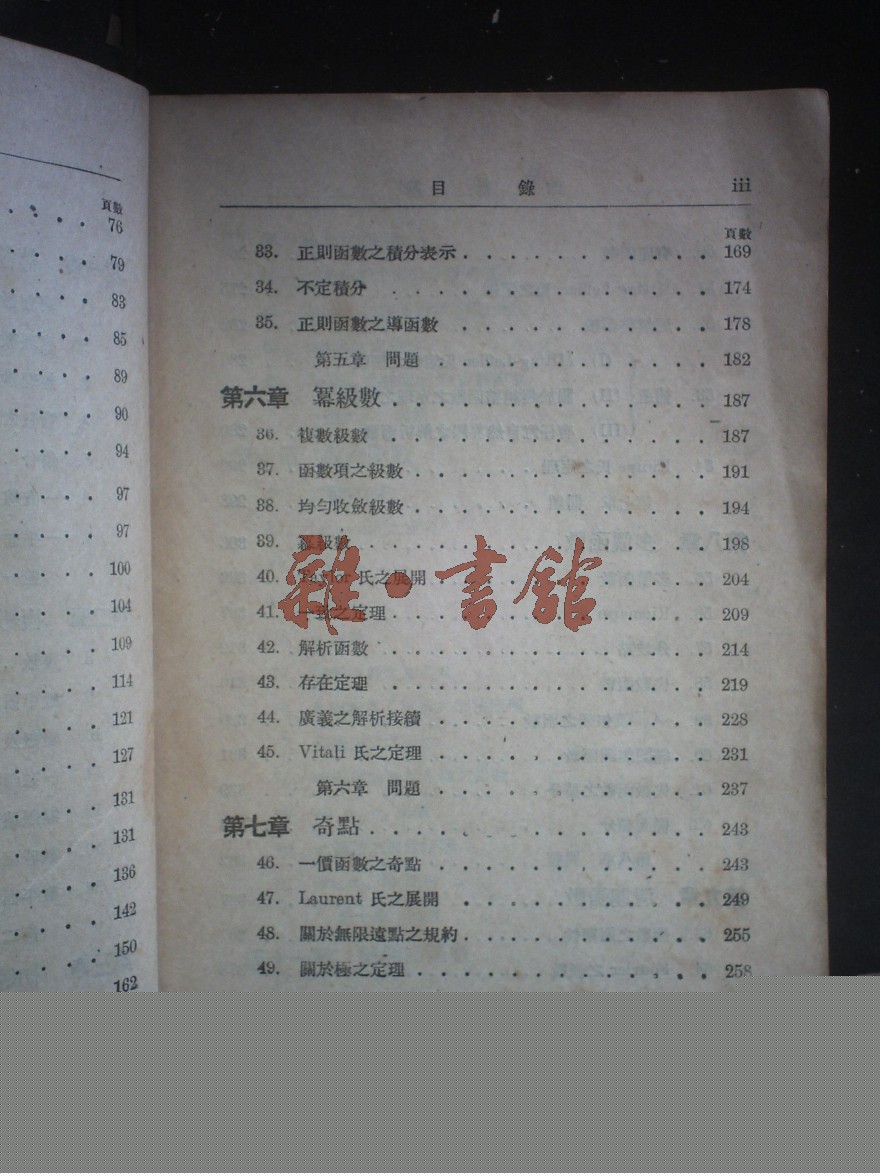 頁數
76
79
83
85
89
90
94
97
97
100
104
109
114
121
127
131
131
136
142
150
162
目 錄 iii
頁數
33. 正則函數之積分表示 . . . . . . . . . . . 169
34. 不定積分 . . . . . . . . . . . . . . 174
35. 正則函數之導函數 . . . . . . . . . . . 178
第五章 問題 . . . . . . . . . . . . 182
第六章 冪級數 . . . . . . . . . . . . . . 187
36. 複數級數 . . . . . . . . . . . . . . 187
37. 函數項之級數 . . . . . . . . . . . . . 191
38. 均勻收斂級數 . . . . . . . . . . . . . 194
39. 冪級數 . . . . . . . . . . . . . . . 198
40. Taylor 氏之展開 . . . . . . . . . . . . 204
41. 一致之定理 . . . . . . . . . . . . . . 209
42. 解析函數 . . . . . . . . . . . . . . 214
43. 存在定理 . . . . . . . . . . . . . . 219
44. 廣義之解析接續 . . . . . . . . . . . . 228
45. Vitali 氏之定理 . . . . . . . . . . . . 231
第六章 問題 . . . . . . . . . . . . 237
第七章 奇點 . . . . . . . . . . . . . . . 243
46. 一價函數之奇點 . . . . . . . . . . . . 243
47. Laurent 氏之展開 . . . . . . . . . . . 249
48. 關於無限遠點之規約 . . . . . . . . . . . 255
49. 關於極之定理 . . . . . . . . . . . . . 258
雜·書館